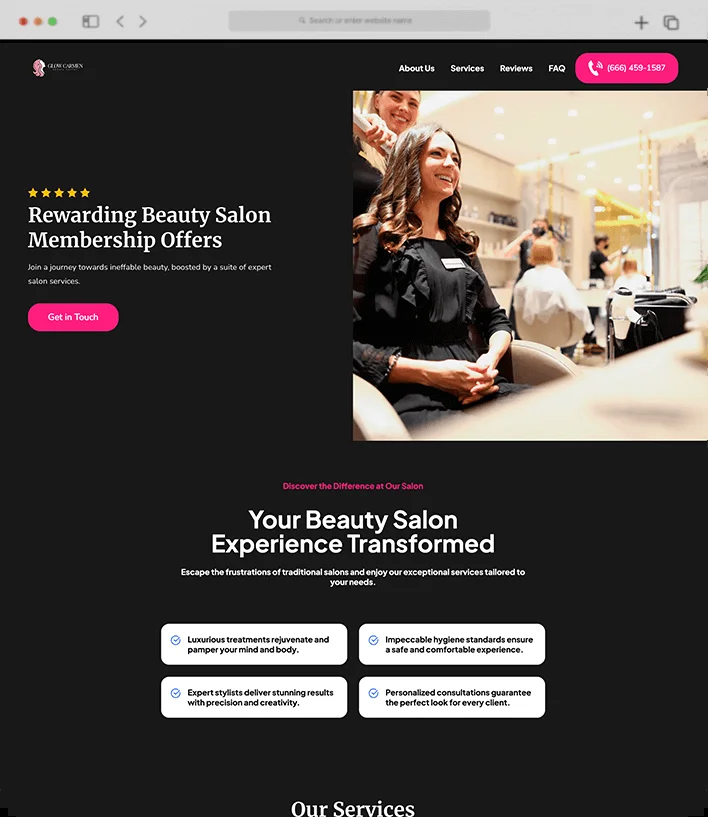 Search or enter website name
GLOW CARMEN
About Us
Services
Reviews
FAQ
(666) 459-1587
Rewarding Beauty Salon
Membership Offers
Join a journey towards ineffable beauty, boosted by a suite of expert
salon services.
Get in Touch
Discover the Difference at Our Salon
Your Beauty Salon
Experience Transformed
Escape the frustrations of traditional salons and enjoy our exceptional services tailored to
your needs.
Luxurious treatments rejuvenate and
pamper your mind and body.
Impeccable hygiene standards ensure
a safe and comfortable experience.
Expert stylists deliver stunning results
with precision and creativity.
Personalized consultations guarantee
the perfect look for every client.
Our Services